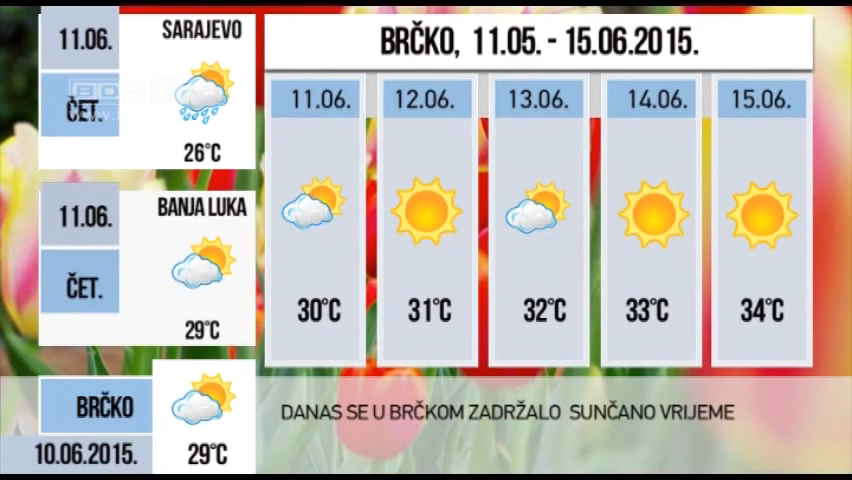 11.06.
ČET.
SARAJEVO
26°C
11.06.
ČET.
BANJA LUKA
29°C
BRČKO
10.06.2015.
29°C
BRČKO, 11.05. - 15.06.2015.
11.06. 12.06. 13.06. 14.06. 15.06.
30°C 31°C 32°C 33°C 34°C
DANAS SE U BRČKOM ZADRŽALO SUNČANO VRIJEME